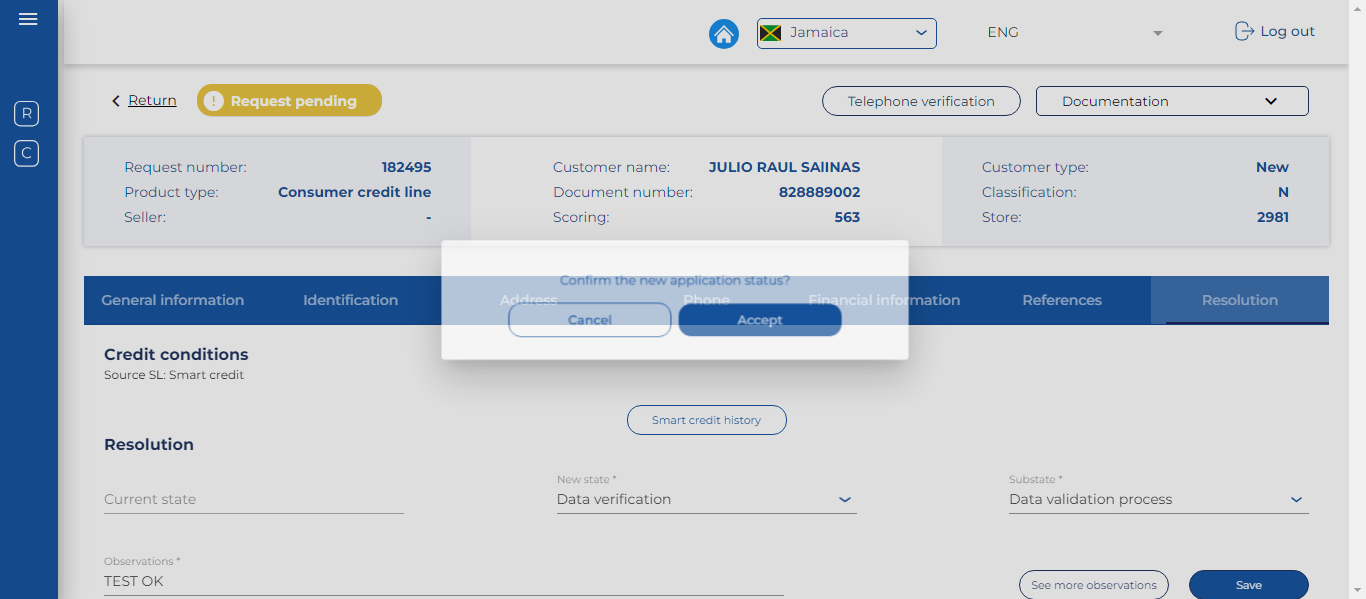 Jamaica
ENG
Log out
R
C
Return
! Request pending
Telephone verification
Documentation
Request number: 182495
Product type: Consumer credit line
Seller: -
Customer name: JULIO RAUL SAlINAS
Document number: 828889002
Scoring: 563
Customer type: New
Classification: N
Store: 2981
Confirm the new application status?
Cancel
Accept
General information
Identification
Address
Phone
Financial information
References
Resolution
Credit conditions
Source SL: Smart credit
Smart credit history
Resolution
Current state
New state *
Data verification
Substate *
Data validation process
Observations *
TEST OK
See more observations
Save